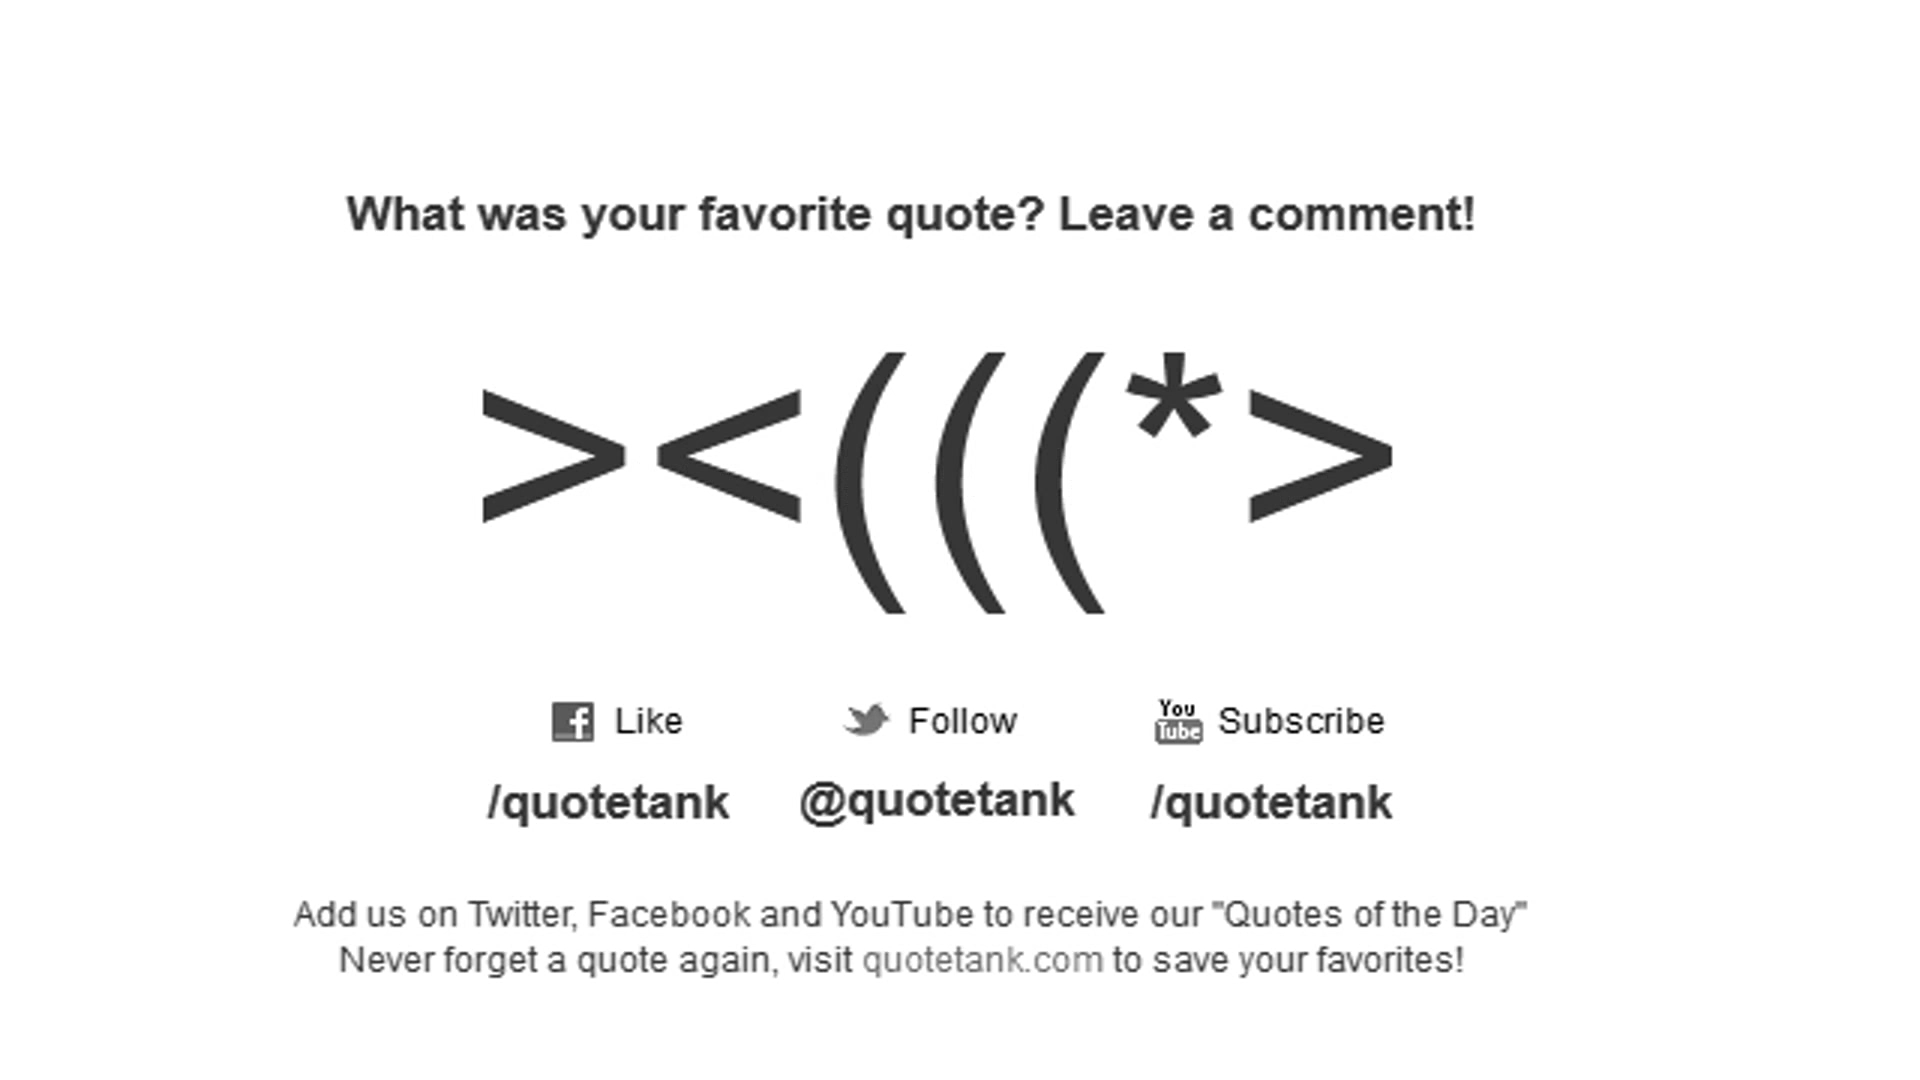 What was your favorite quote? Leave a comment!
><(((*>
f Like Follow You Tube Subscribe
/quotetank @quotetank /quotetank
Add us on Twitter, Facebook and YouTube to receive our "Quotes of the Day"
Never forget a quote again, visit quotetank.com to save your favorites!